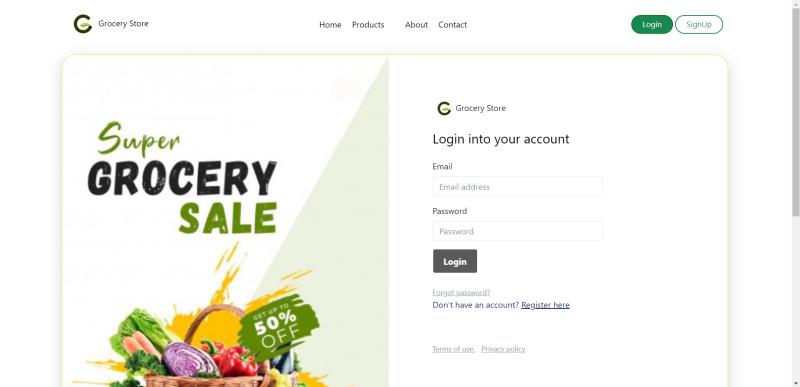 Grocery Store
Home Products About Contact
Login SignUp
Super
GROCERY
SALE
GET UP TO
50%
OFF
Grocery Store
Login into your account
Email
Email address
Password
Password
Login
Forgot password?
Don't have an account? Register here
Terms of use. Privacy policy